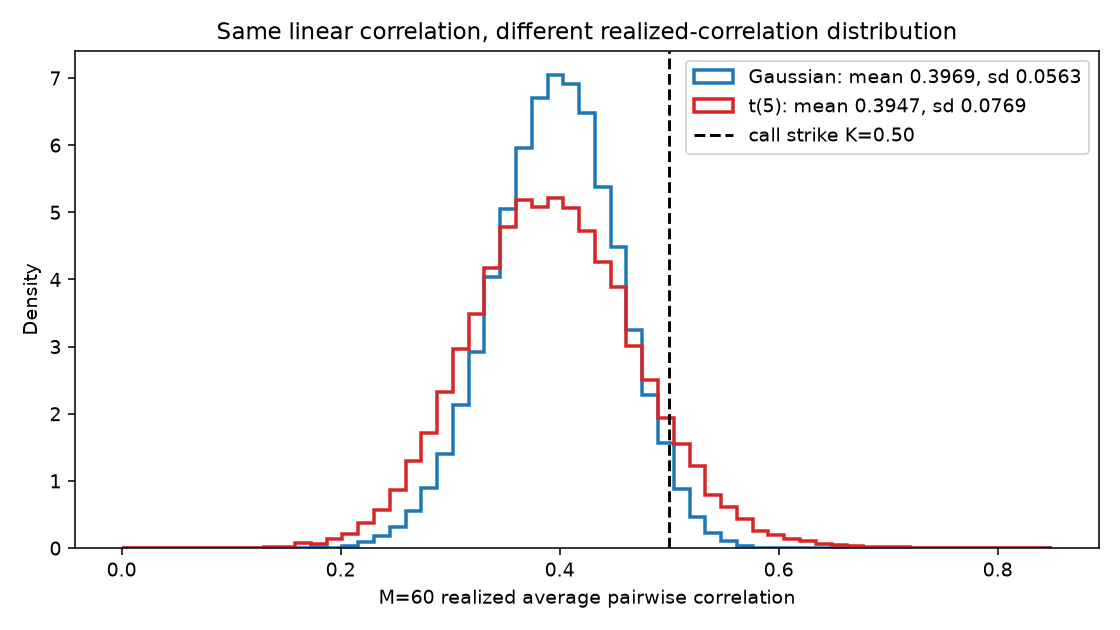 Same linear correlation, different realized-correlation distribution
Gaussian: mean 0.3969, sd 0.0563
t(5): mean 0.3947, sd 0.0769
call strike K=0.50
Density
7
6
5
4
3
2
1
0
0.0 0.2 0.4 0.6 0.8
M=60 realized average pairwise correlation